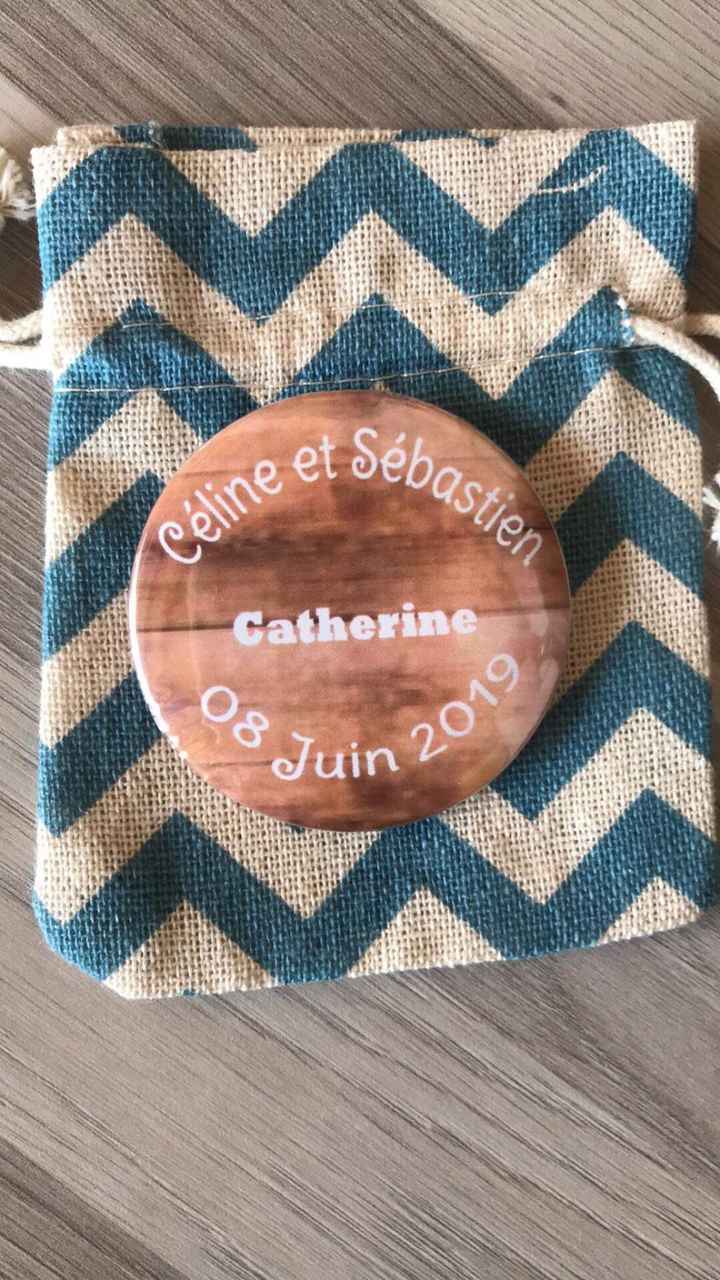 Céline et Sébastien
Catherine
08 Juin 2019